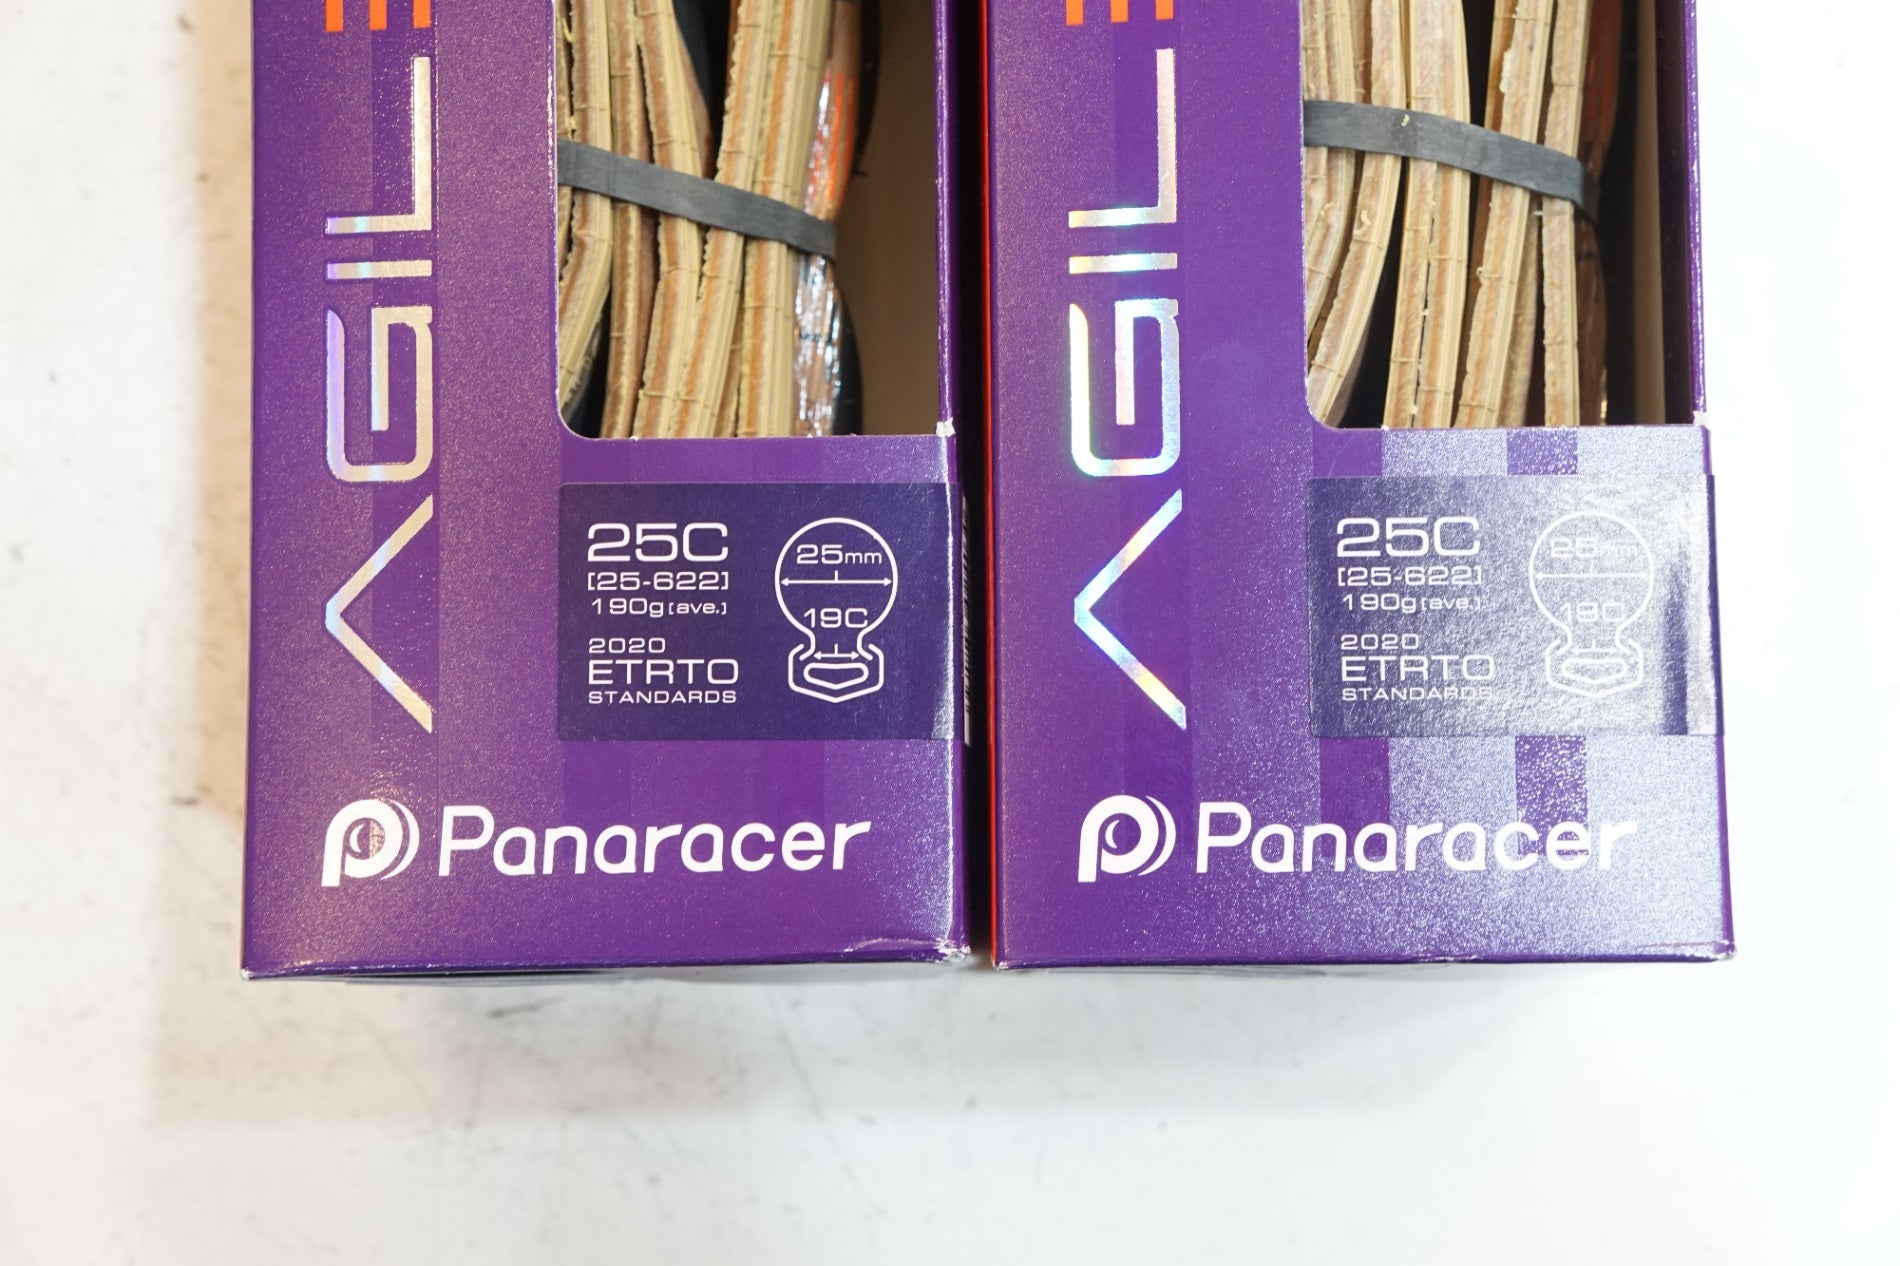 AGILE
25C
[25-622]
190g [ave.]
2020
ETRTO
STANDARDS
25mm
19C
Panaracer
AGILE
25C
[25-622]
190g [ave.]
2020
ETRTO
STANDARDS
25mm
19C
Panaracer